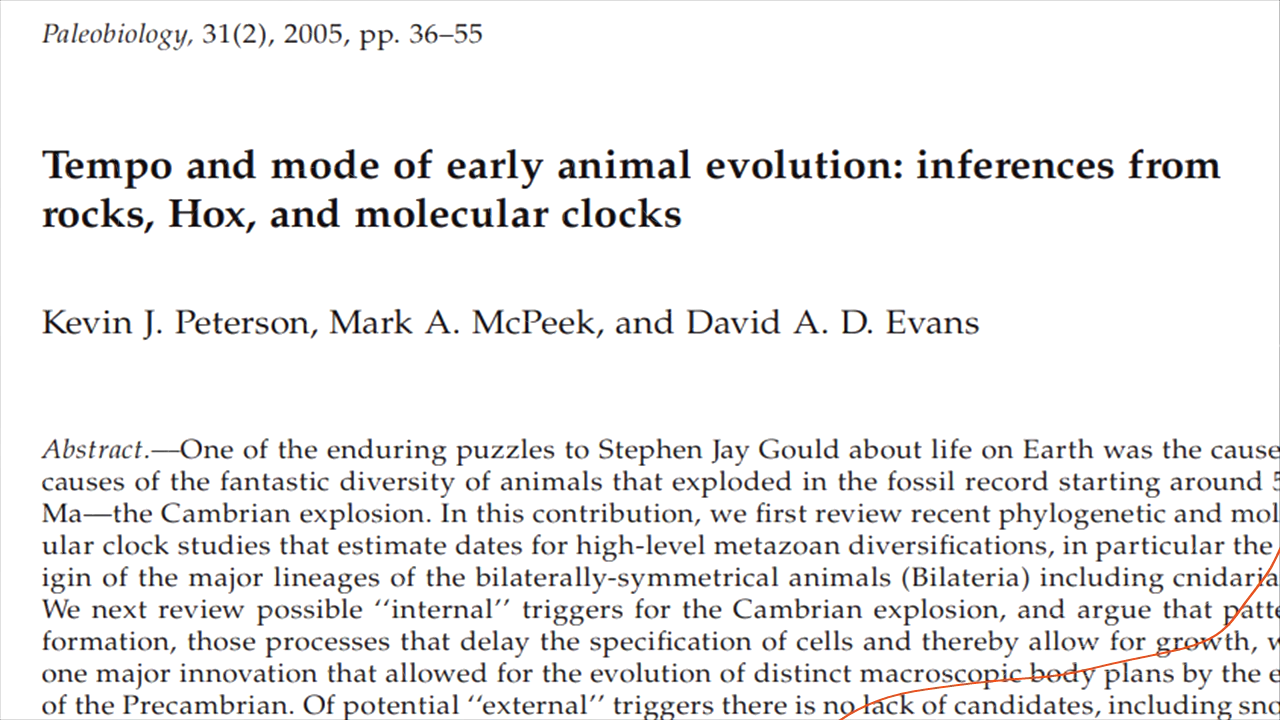 Paleobiology, 31(2), 2005, pp. 36–55
Tempo and mode of early animal evolution: inferences from
rocks, Hox, and molecular clocks
Kevin J. Peterson, Mark A. McPeek, and David A. D. Evans
Abstract.—One of the enduring puzzles to Stephen Jay Gould about life on Earth was the cause
causes of the fantastic diversity of animals that exploded in the fossil record starting around
Ma—the Cambrian explosion. In this contribution, we first review recent phylogenetic and mol
ular clock studies that estimate dates for high-level metazoan diversifications, in particular the
igin of the major lineages of the bilaterally-symmetrical animals (Bilateria) including cnidaria
We next review possible ‘‘internal’’ triggers for the Cambrian explosion, and argue that patte
formation, those processes that delay the specification of cells and thereby allow for growth,
one major innovation that allowed for the evolution of distinct macroscopic body plans by the e
of the Precambrian. Of potential ‘‘external’’ triggers there is no lack of candidates, including sno